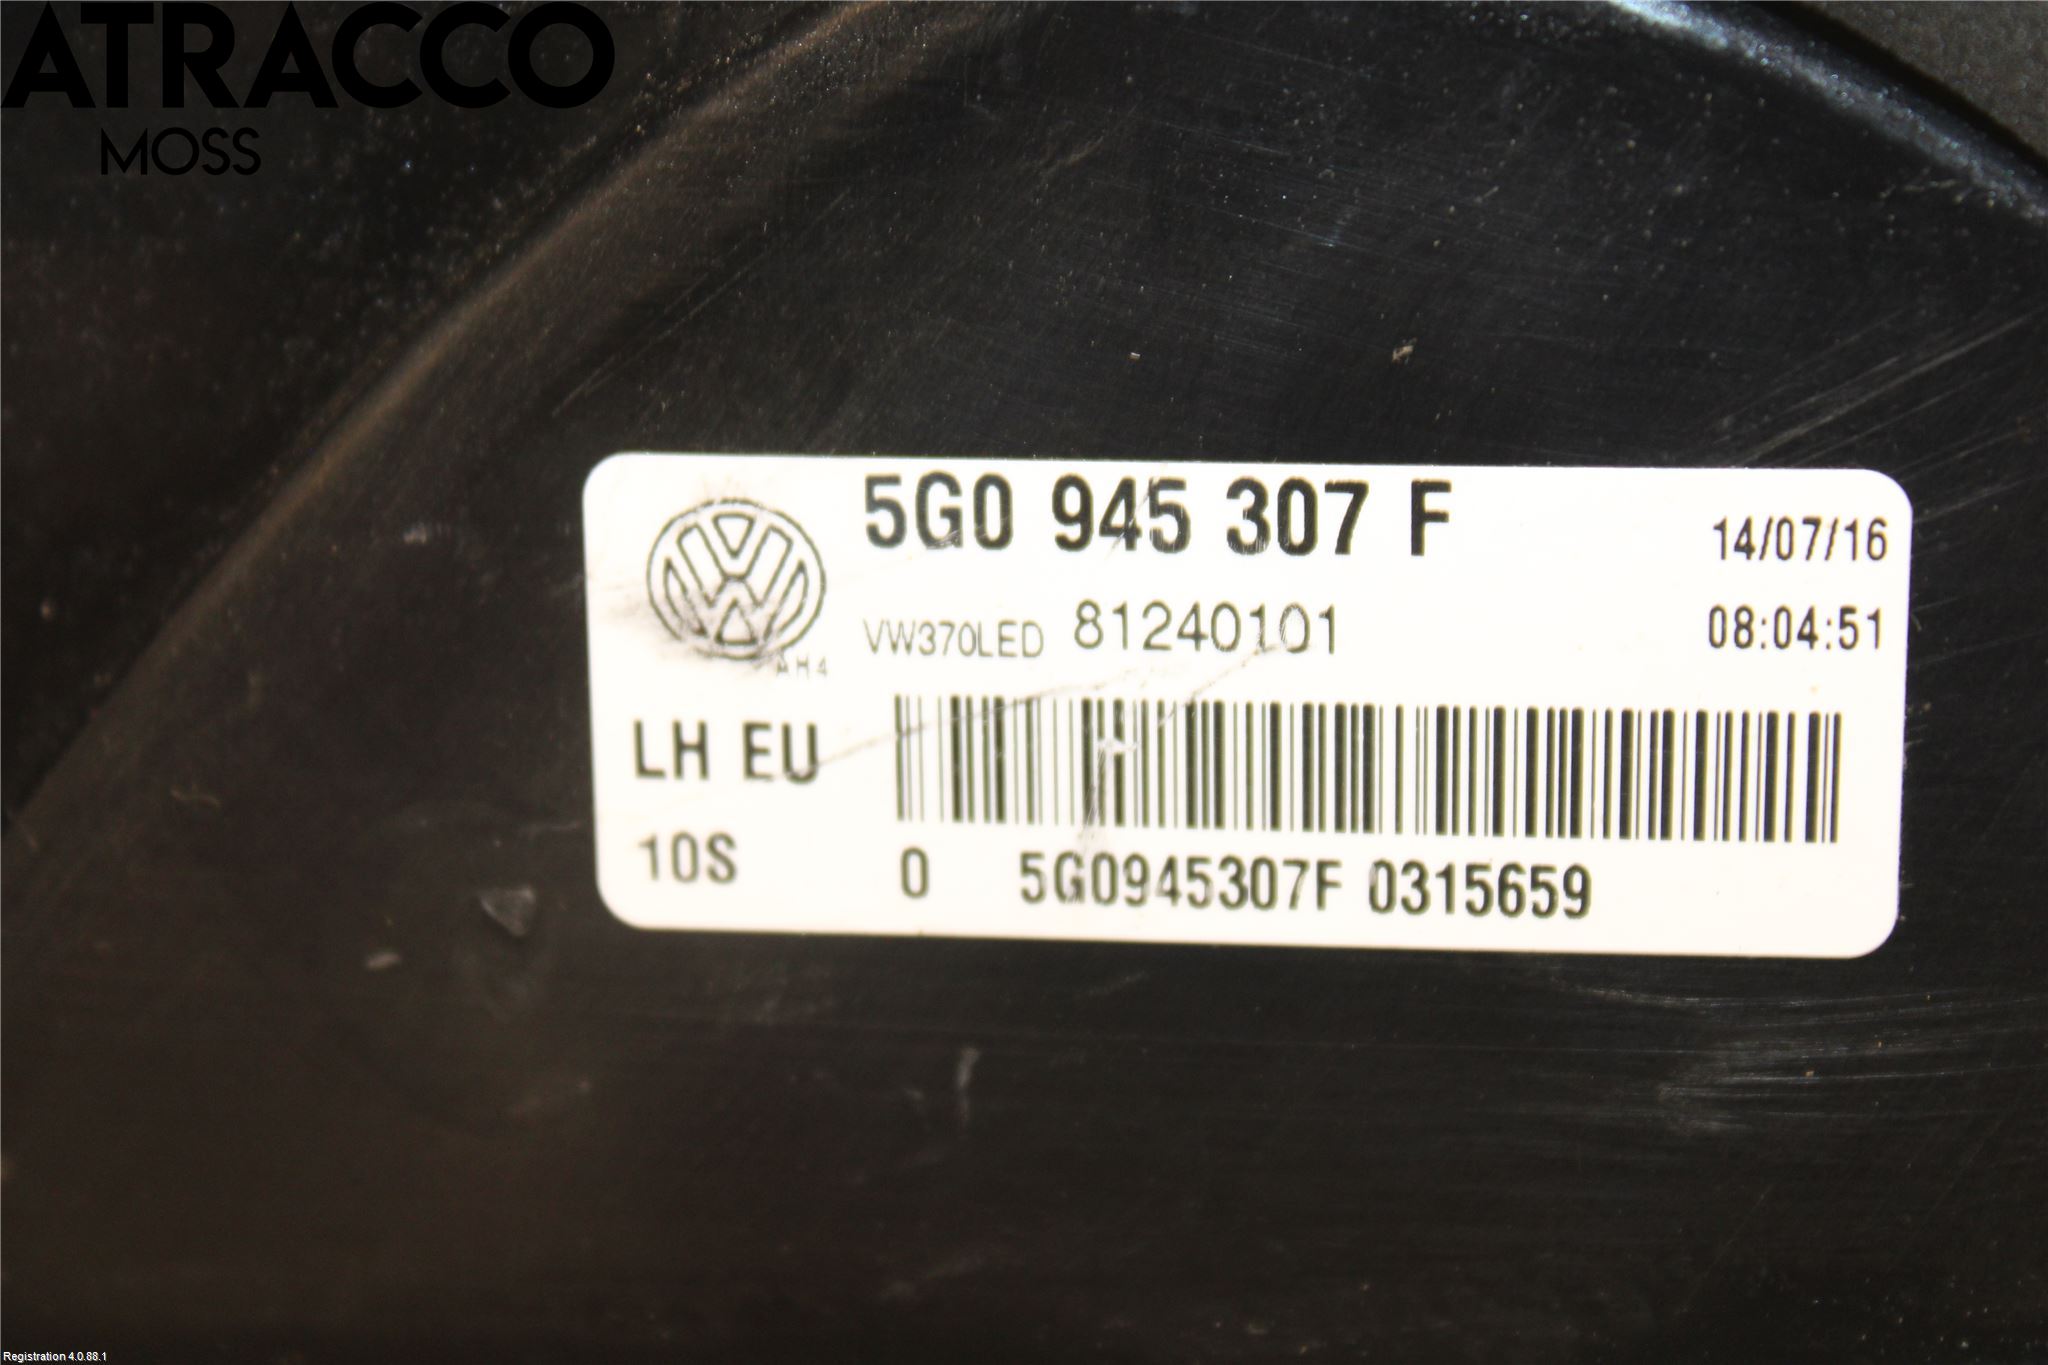 ATRACCO
MOSS
5G0 945 307 F
14/07/16
VW370LED 81240101
08:04:51
AH4
LH EU
10S
0 5G0945307F 0315659
Registration 4.0.88.1